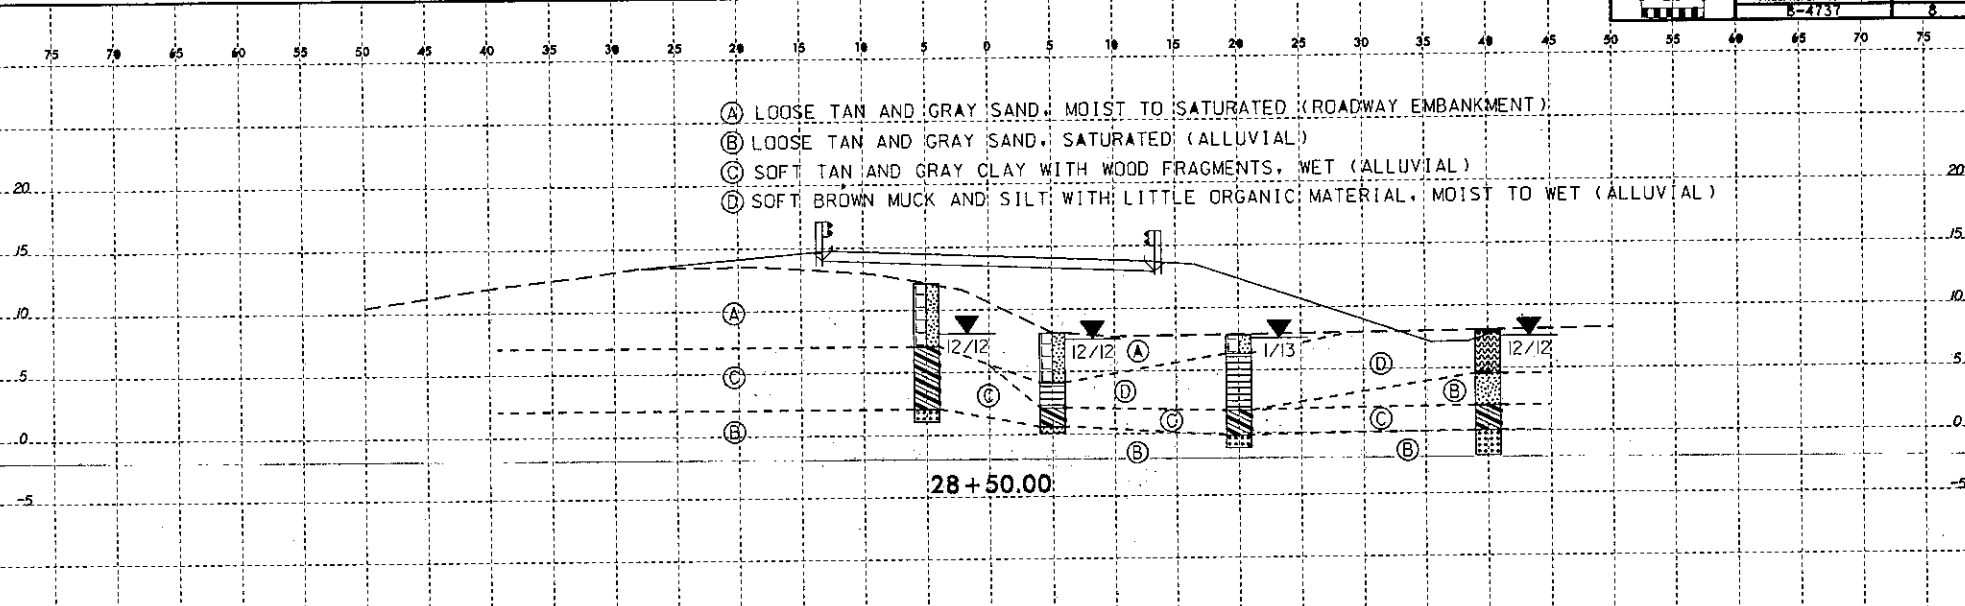 B-4737 8
75 70 65 60 55 50 45 40 35 30 25 20 15 10 5 0 5 10 15 20 25 30 35 40 45 50 55 60 65 70 75
Ⓐ LOOSE TAN AND GRAY SAND, MOIST TO SATURATED (ROADWAY EMBANKMENT)
Ⓑ LOOSE TAN AND GRAY SAND, SATURATED (ALLUVIAL)
Ⓒ SOFT TAN AND GRAY CLAY WITH WOOD FRAGMENTS, WET (ALLUVIAL)
20 20
Ⓓ SOFT BROWN MUCK AND SILT WITH LITTLE ORGANIC MATERIAL, MOIST TO WET (ALLUVIAL)
15 15
10 Ⓐ 10
12/12 12/12 Ⓐ 1/13 12/12
5 Ⓒ Ⓒ Ⓓ Ⓓ Ⓑ 5
0 Ⓑ Ⓒ Ⓒ 0
Ⓑ Ⓑ
28+50.00
-5 -5